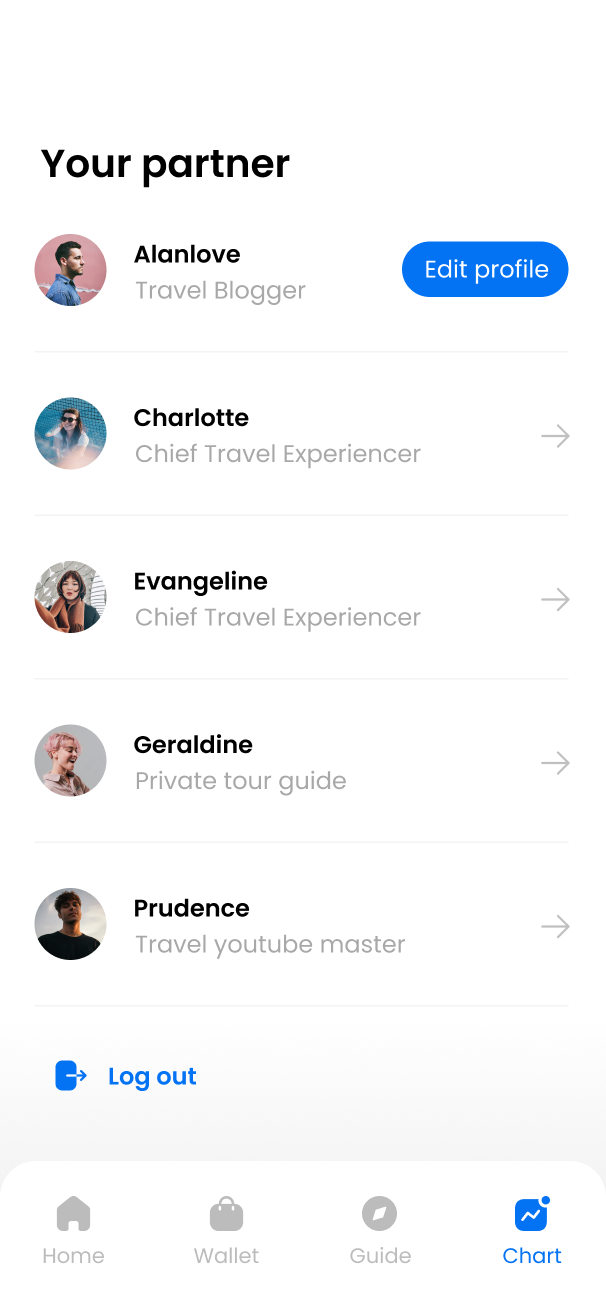 Your partner
Alanlove
Travel Blogger
Edit profile
Charlotte
Chief Travel Experiencer
Evangeline
Chief Travel Experiencer
Geraldine
Private tour guide
Prudence
Travel youtube master
Log out
Home
Wallet
Guide
Chart